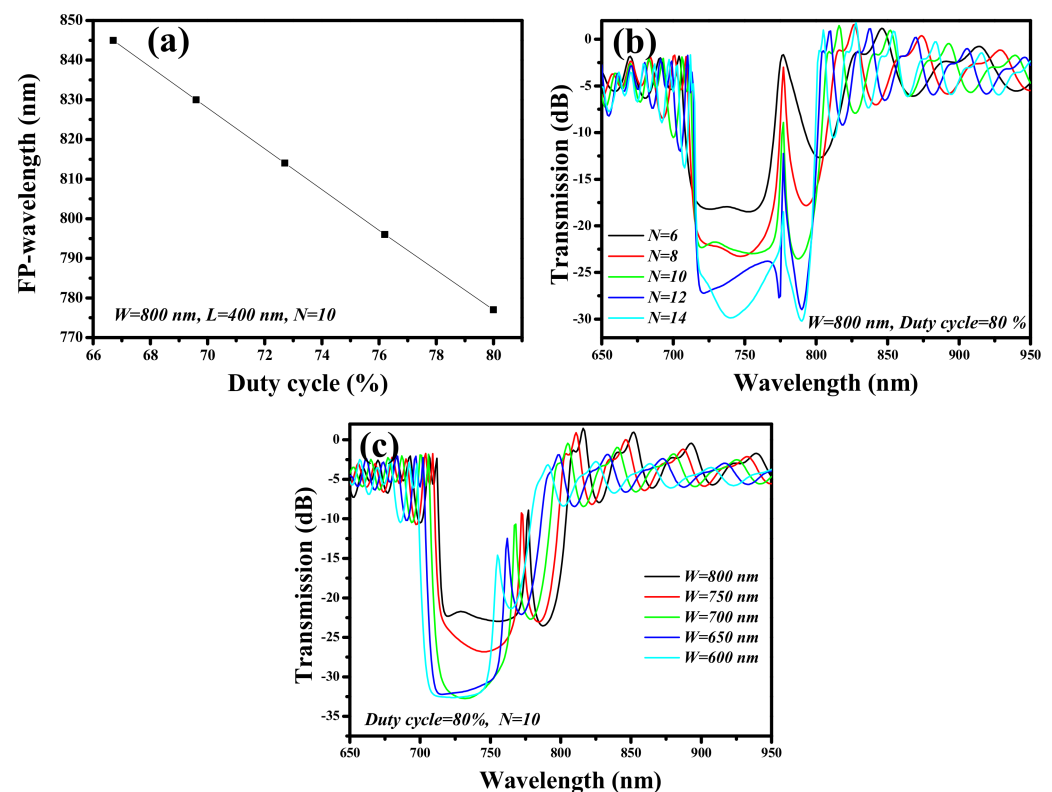 (a)
FP-wavelength (nm)
850
840
830
820
810
800
790
780
770
66 68 70 72 74 76 78 80
Duty cycle (%)
W=800 nm, L=400 nm, N=10
(b)
Transmission (dB)
0
-5
-10
-15
-20
-25
-30
N=6
N=8
N=10
N=12
N=14
W=800 nm, Duty cycle=80 %
650 700 750 800 850 900 950
Wavelength (nm)
(c)
Transmission (dB)
0
-5
-10
-15
-20
-25
-30
-35
W=800 nm
W=750 nm
W=700 nm
W=650 nm
W=600 nm
Duty cycle=80%, N=10
650 700 750 800 850 900 950
Wavelength (nm)